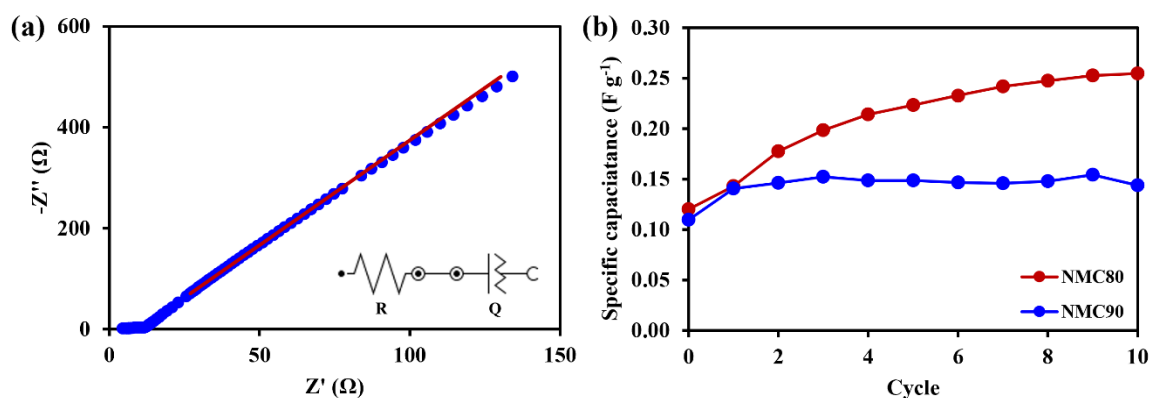 (a)
600
400
200
0
-Z'' (Ω)
0 50 100 150
Z' (Ω)
R Q
(b)
0.30
0.25
0.20
0.15
0.10
0.05
0.00
Specific capaciatance (F g⁻¹)
0 2 4 6 8 10
Cycle
NMC80
NMC90